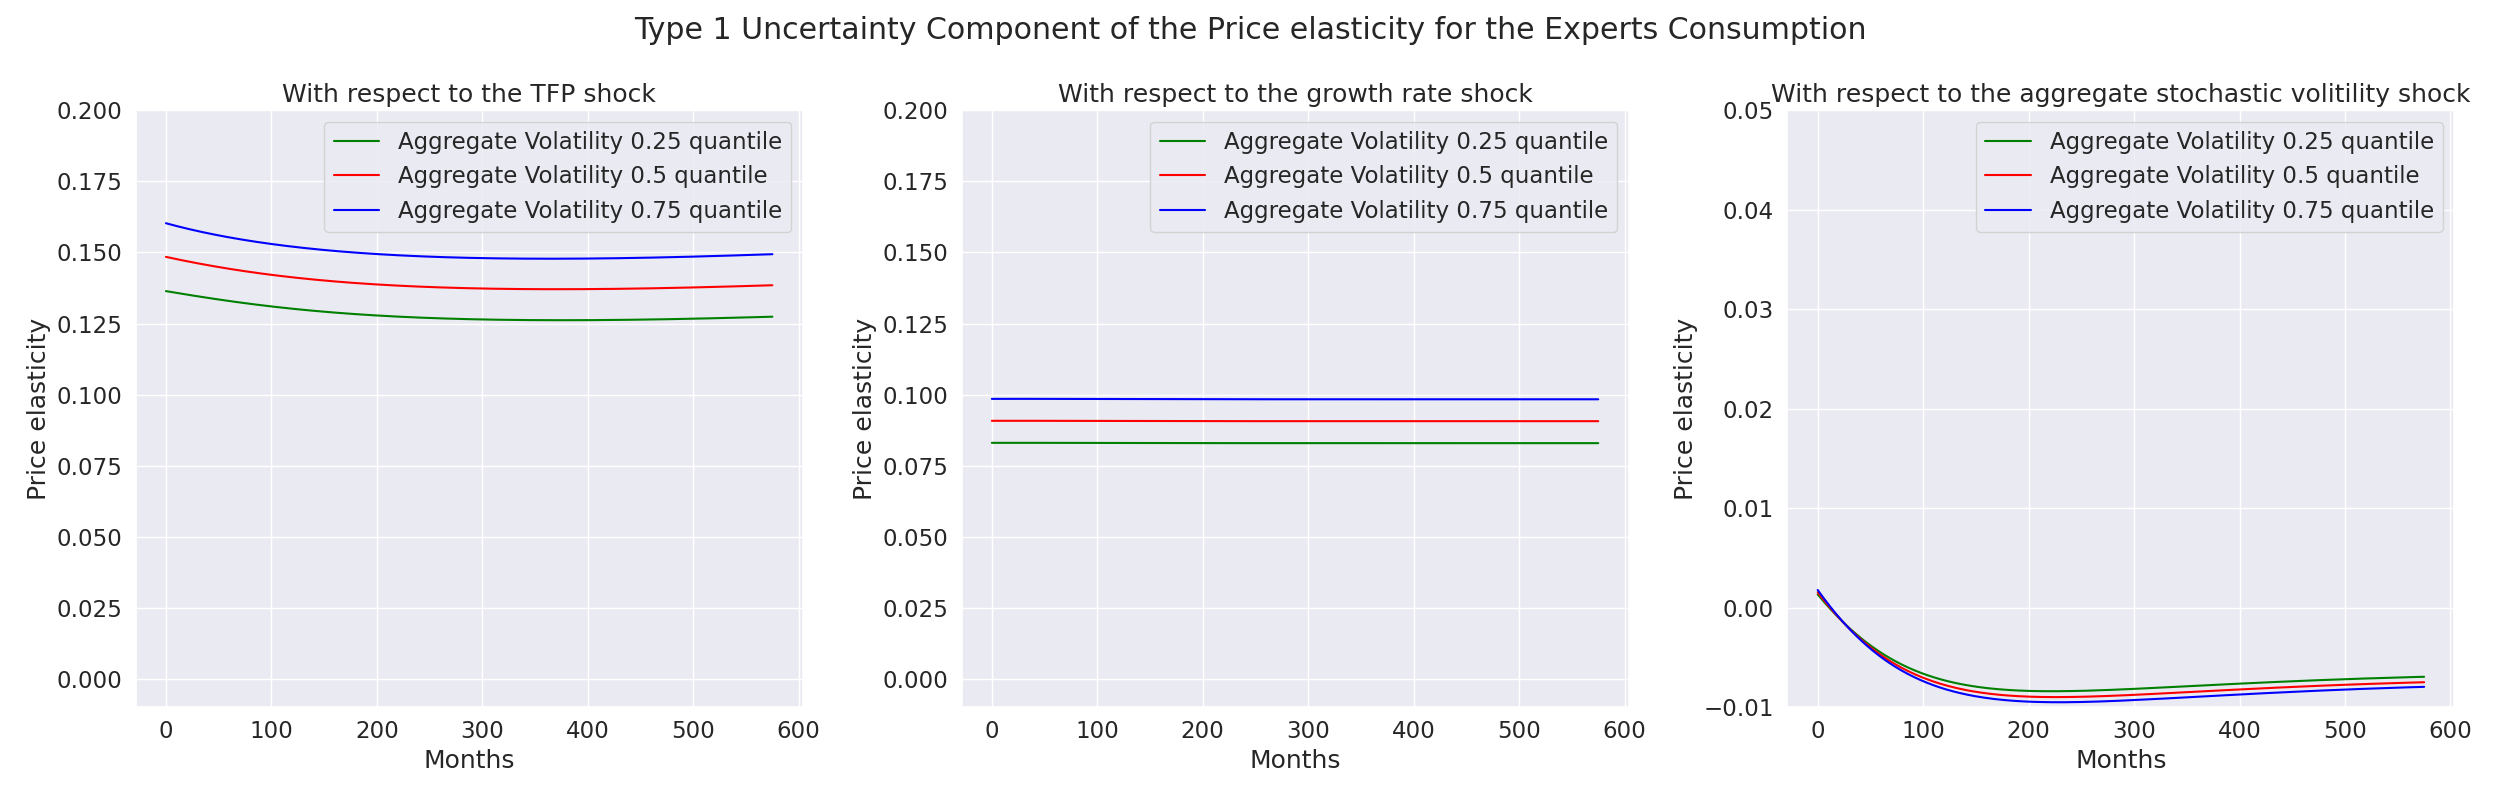 Type 1 Uncertainty Component of the Price elasticity for the Experts Consumption
With respect to the TFP shock
0.200
0.175
0.150
0.125
0.100
0.075
0.050
0.025
0.000
Price elasticity
Aggregate Volatility 0.25 quantile
Aggregate Volatility 0.5 quantile
Aggregate Volatility 0.75 quantile
0 100 200 300 400 500 600
Months
With respect to the growth rate shock
0.200
0.175
0.150
0.125
0.100
0.075
0.050
0.025
0.000
Price elasticity
Aggregate Volatility 0.25 quantile
Aggregate Volatility 0.5 quantile
Aggregate Volatility 0.75 quantile
0 100 200 300 400 500 600
Months
With respect to the aggregate stochastic volitility shock
0.05
0.04
0.03
0.02
0.01
0.00
−0.01
Price elasticity
Aggregate Volatility 0.25 quantile
Aggregate Volatility 0.5 quantile
Aggregate Volatility 0.75 quantile
0 100 200 300 400 500 600
Months